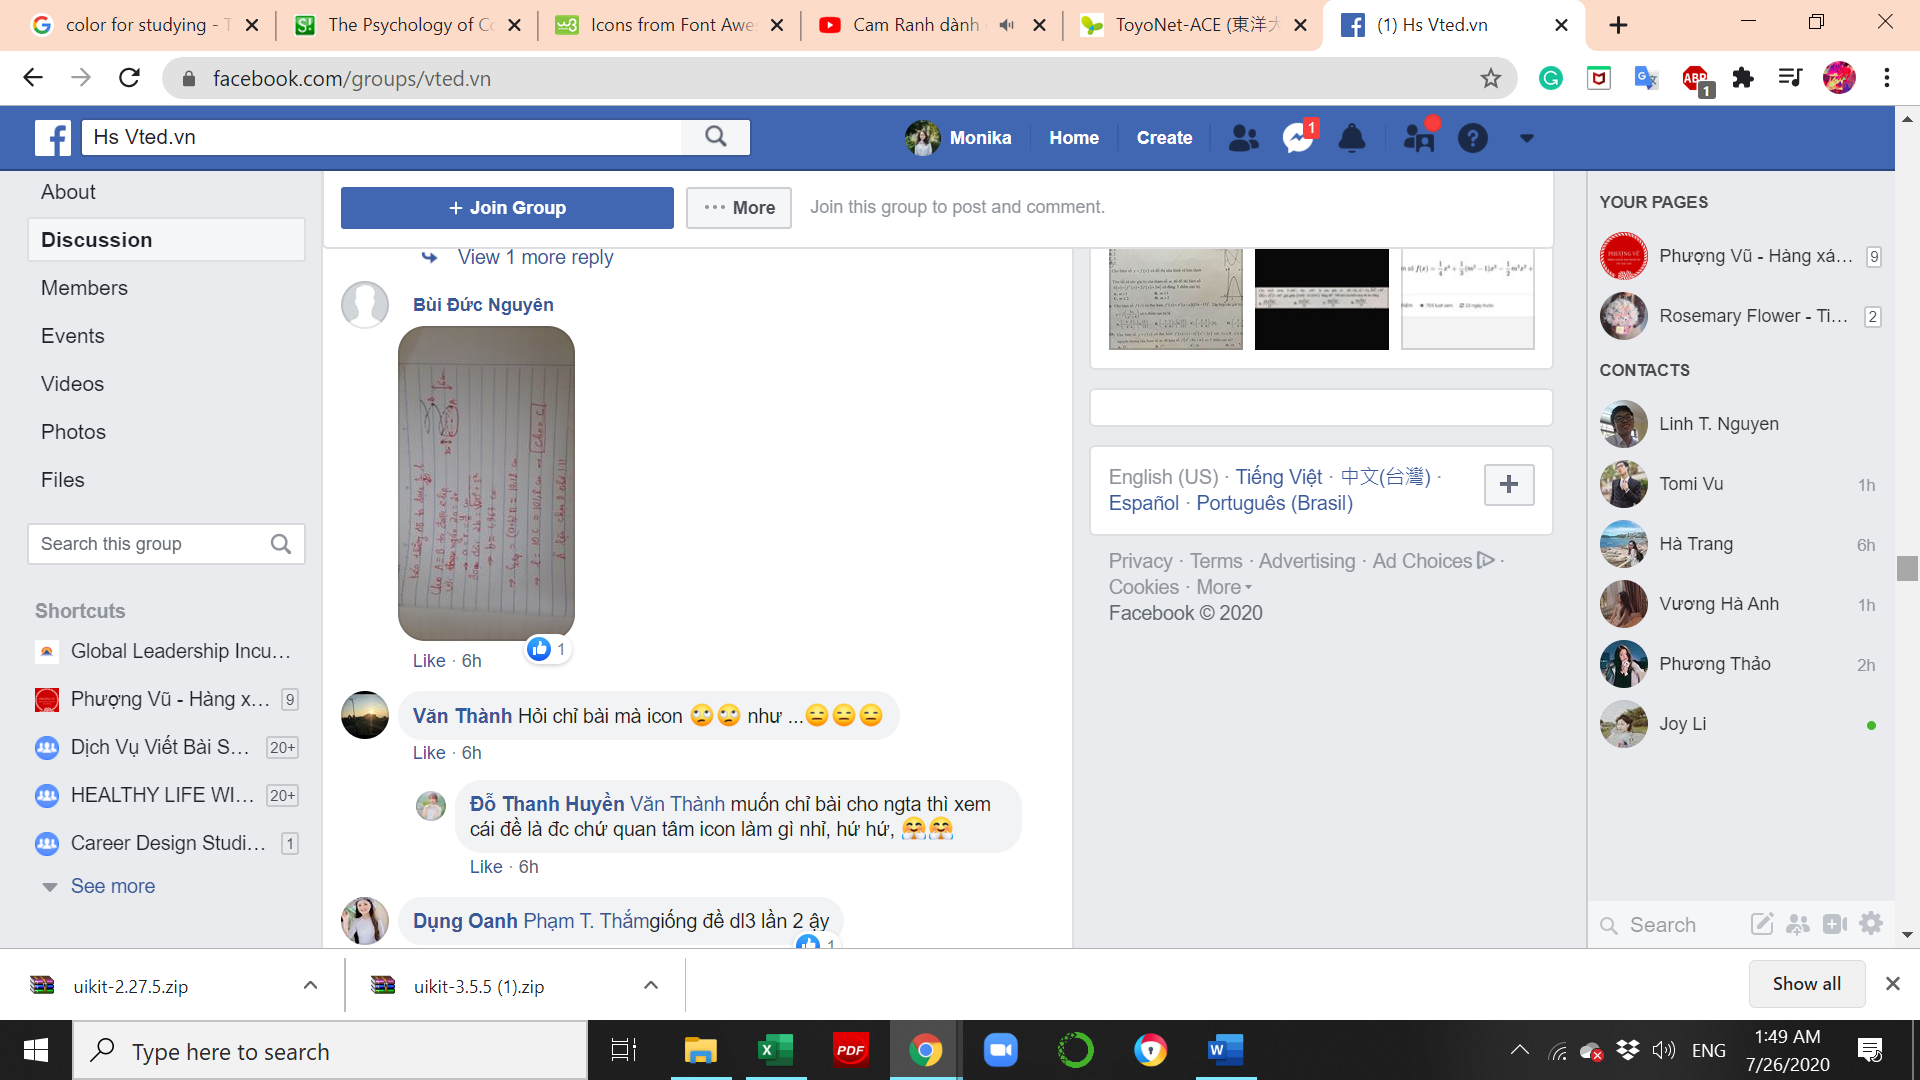 color for studying - T
The Psychology of Co
Icons from Font Awes
Cam Ranh dành
ToyoNet-ACE (東洋大
(1) Hs Vted.vn
facebook.com/groups/vted.vn
ABP
1
Hs Vted.vn
Monika
Home
Create
1
About
Discussion
Members
Events
Videos
Photos
Files
Search this group
Shortcuts
Global Leadership Incu...
Phượng Vũ - Hàng x... 9
Dịch Vụ Viết Bài S... 20+
HEALTHY LIFE WI... 20+
Career Design Studi... 1
See more
+ Join Group
··· More
Join this group to post and comment.
View 1 more reply
Bùi Đức Nguyên
1
Like · 6h
Văn Thành Hỏi chỉ bài mà icon 🙄🙄 như ...😑😑😑
Like · 6h
Đỗ Thanh Huyền Văn Thành muốn chỉ bài cho ngta thì xem
cái đề là đc chứ quan tâm icon làm gì nhỉ, hứ hứ, 😤😤
Like · 6h
Dụng Oanh Phạm T. Thắmgiống đề dl3 lần 2 ậy
1
English (US) · Tiếng Việt · 中文(台灣) ·
Español · Português (Brasil)
Privacy · Terms · Advertising · Ad Choices ·
Cookies · More
Facebook © 2020
YOUR PAGES
Phượng Vũ - Hàng xá... 9
Rosemary Flower - Ti... 2
CONTACTS
Linh T. Nguyen
Tomi Vu 1h
Hà Trang 6h
Vương Hà Anh 1h
Phương Thảo 2h
Joy Li
Search
uikit-2.27.5.zip
uikit-3.5.5 (1).zip
Show all
Type here to search
PDF
ENG
1:49 AM
7/26/2020